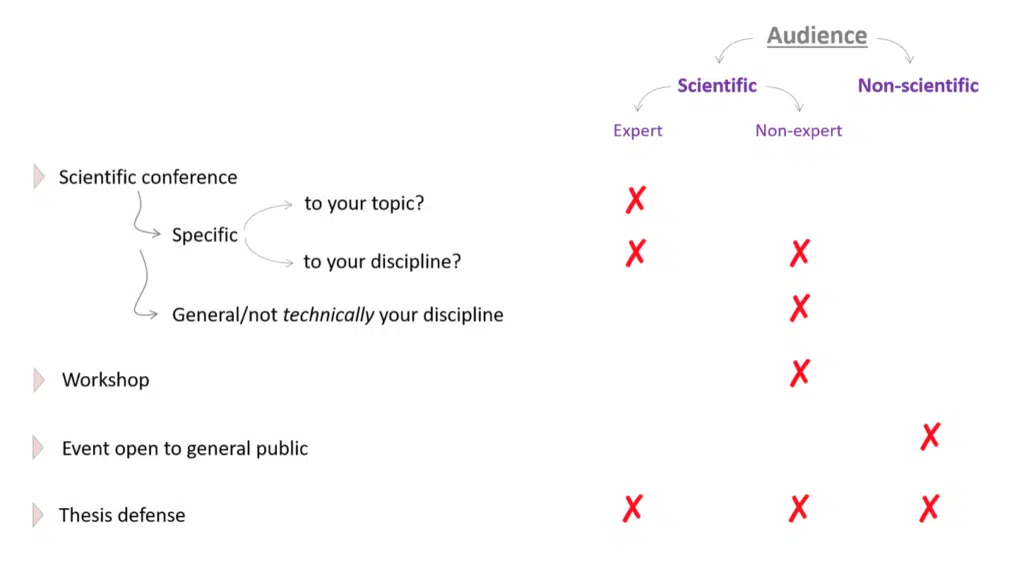 Audience
Scientific Non-scientific
Expert Non-expert
Scientific conference
to your topic? ✗
Specific
to your discipline? ✗ ✗
General/not technically your discipline ✗
Workshop ✗
Event open to general public ✗
Thesis defense ✗ ✗ ✗